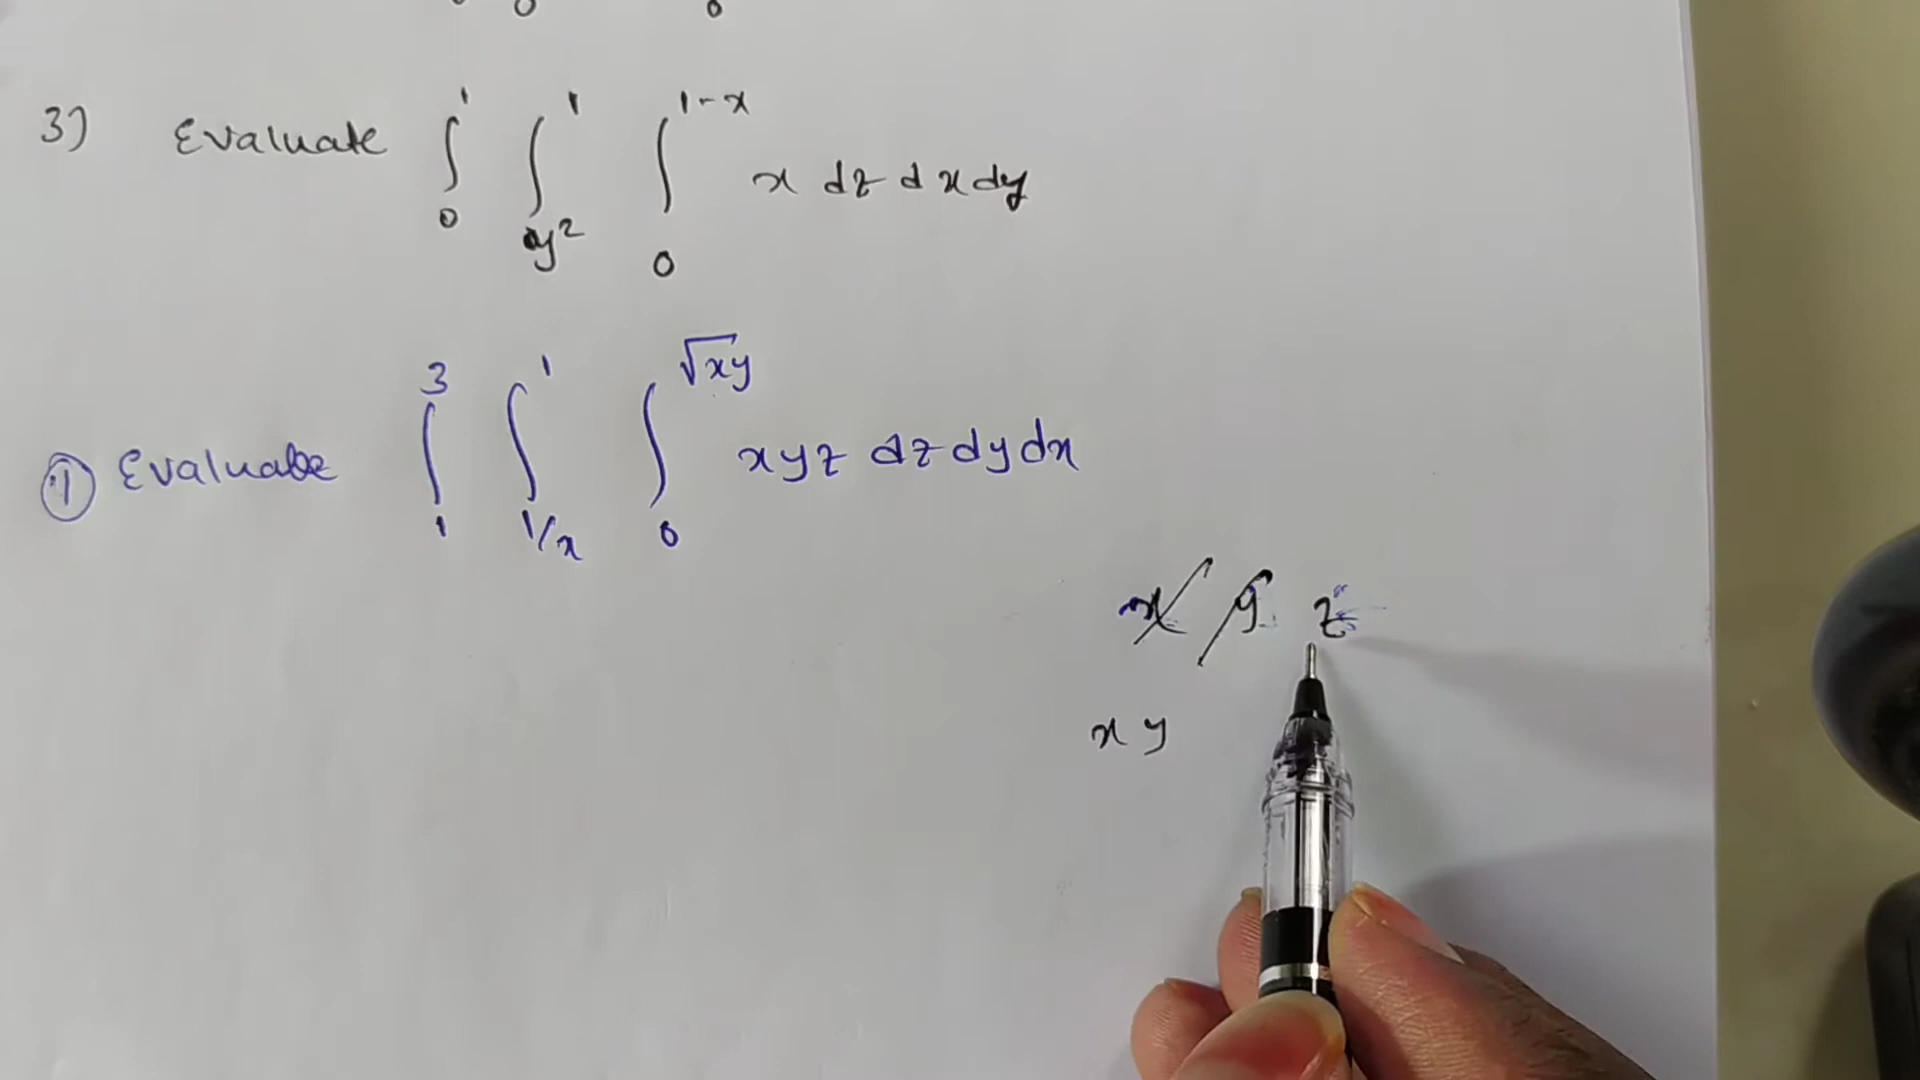 3) Evaluate ∫₀¹ ∫_{y²}¹ ∫₀^{1-x} x dz dx dy
① Evaluate ∫₁³ ∫_{1/x}¹ ∫₀^{√xy} xyz dz dy dx
x y z
x y